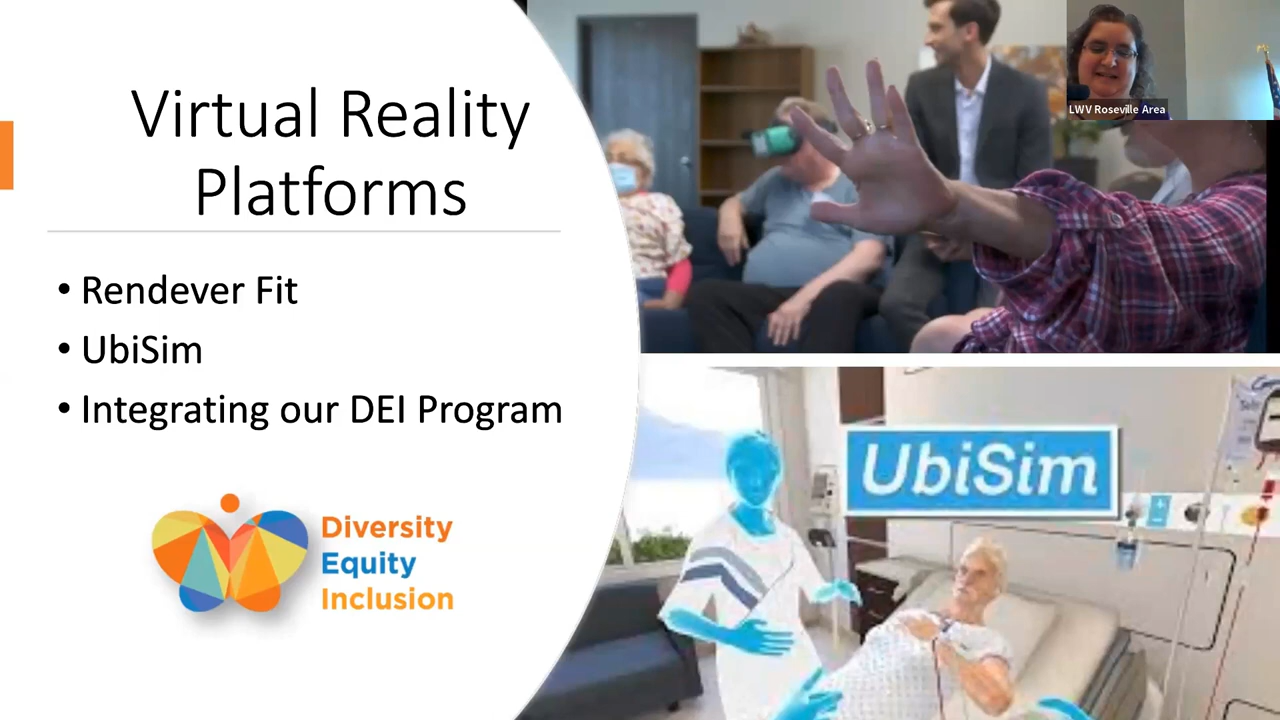 Virtual Reality
Platforms
• Rendever Fit
• UbiSim
• Integrating our DEI Program
Diversity
Equity
Inclusion
LWV Roseville Area
UbiSim